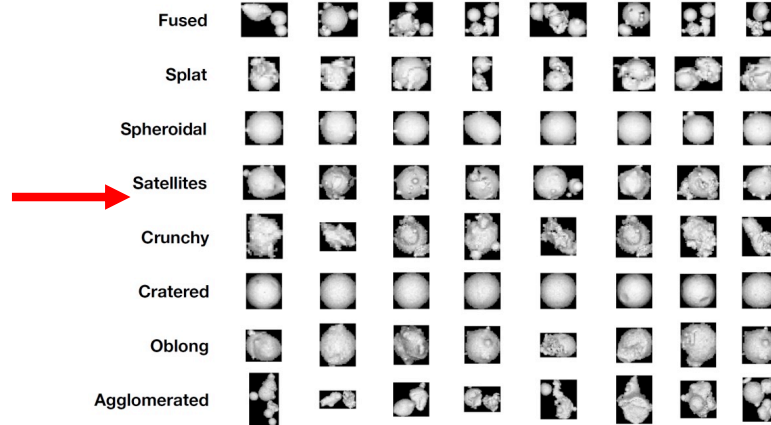 Fused
Splat
Spheroidal
Satellites
Crunchy
Cratered
Oblong
Agglomerated